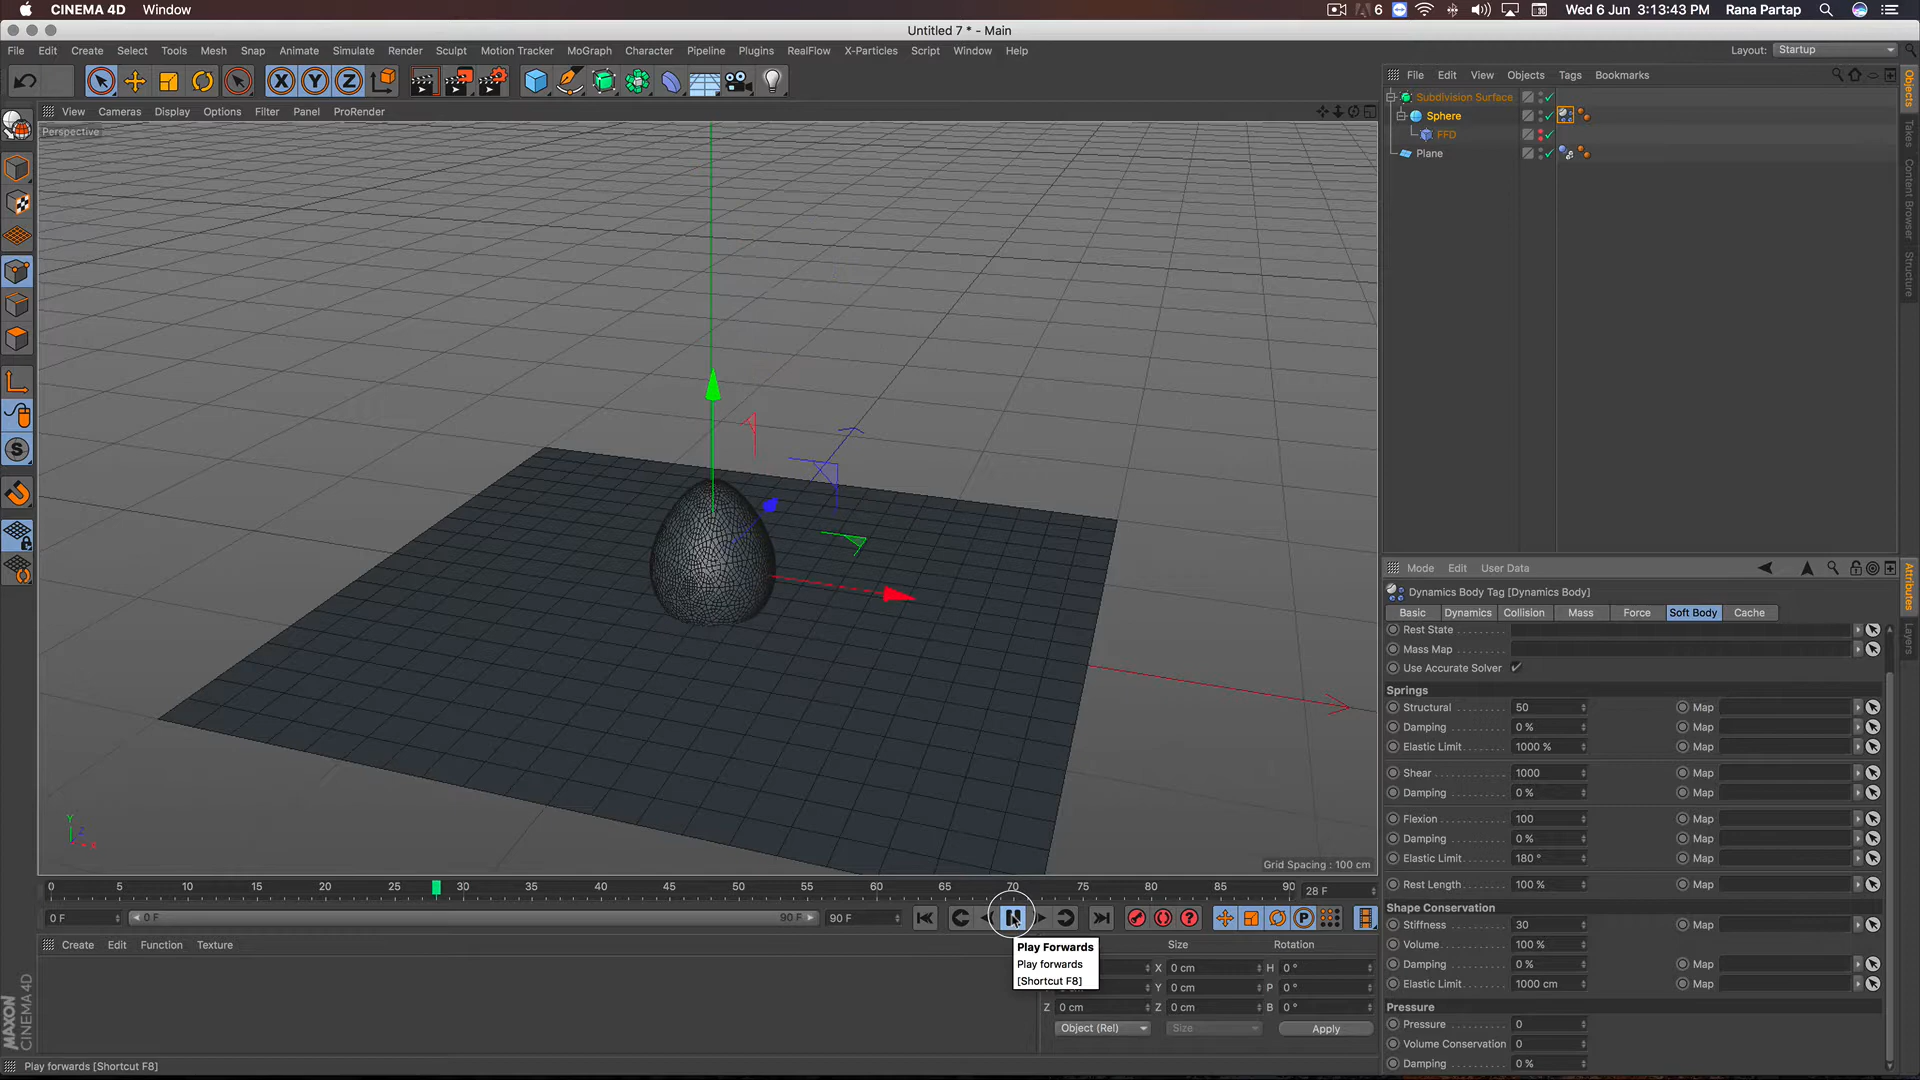 CINEMA 4D Window
6 Wed 6 Jun 3:13:43 PM Rana Partap
Untitled 7 * - Main
File Edit Create Select Tools Mesh Snap Animate Simulate Render Sculpt Motion Tracker MoGraph Character Pipeline Plugins RealFlow X-Particles Script Window Help
Layout: Startup
X Y Z
File Edit View Objects Tags Bookmarks
View Cameras Display Options Filter Panel ProRender
Perspective
Subdivision Surface
Sphere
FFD
Plane
Objects
Takes
Content Browser
Structure
Mode Edit User Data
Dynamics Body Tag [Dynamics Body]
Basic Dynamics Collision Mass Force Soft Body Cache
Attributes
Layers
Rest State
Mass Map
Use Accurate Solver
Springs
Structural 50 Map
Damping 0 % Map
Elastic Limit 1000 % Map
Shear 1000 Map
Damping 0 % Map
Flexion 100 Map
Damping 0 % Map
Elastic Limit 180 ° Map
Rest Length 100 % Map
Shape Conservation
Stiffness 30 Map
Volume 100 %
Damping 0 % Map
Elastic Limit 1000 cm Map
Pressure
Pressure 0
Volume Conservation 0
Damping 0 %
Y
Z
X
Grid Spacing : 100 cm
0 5 10 15 20 25 30 35 40 45 50 55 60 65 70 75 80 85 90
28 F
0 F 0 F 90 F 90 F
P
Create Edit Function Texture
Size Rotation
Play Forwards
Play forwards
[Shortcut F8]
X 0 cm H 0 °
Y 0 cm P 0 °
Z 0 cm Z 0 cm B 0 °
Object (Rel) Size Apply
MAXON
CINEMA 4D
Play forwards [Shortcut F8]